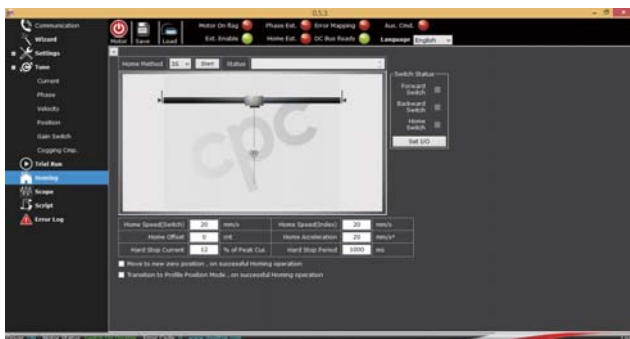 0.5.3
Communication
Wizard
Settings
Tune
Current
Phase
Velocity
Position
Gain Switch
Cogging Cmp.
Trial Run
Homing
Scope
Script
Error Log
Motor Save Load
Motor On flag Phase Est. Error Mapping Aux. Cmd.
Ext. Enable Home Est. DC Bus Ready Language English
Home Method 35 Start Status
cpc
Switch Status
Forward Switch
Backward Switch
Home Switch
Set I/O
Home Speed(Switch) 20 mm/s Home Speed(Index) 20 mm/s
Home Offset 0 cnt Home Acceleration 20 mm/s²
Hard Stop Current 12 % of Peak Cur. Hard Stop Period 1000 ms
Move to new zero position , on successful Homing operation
Transition to Profile Position Mode , on successful Homing operation